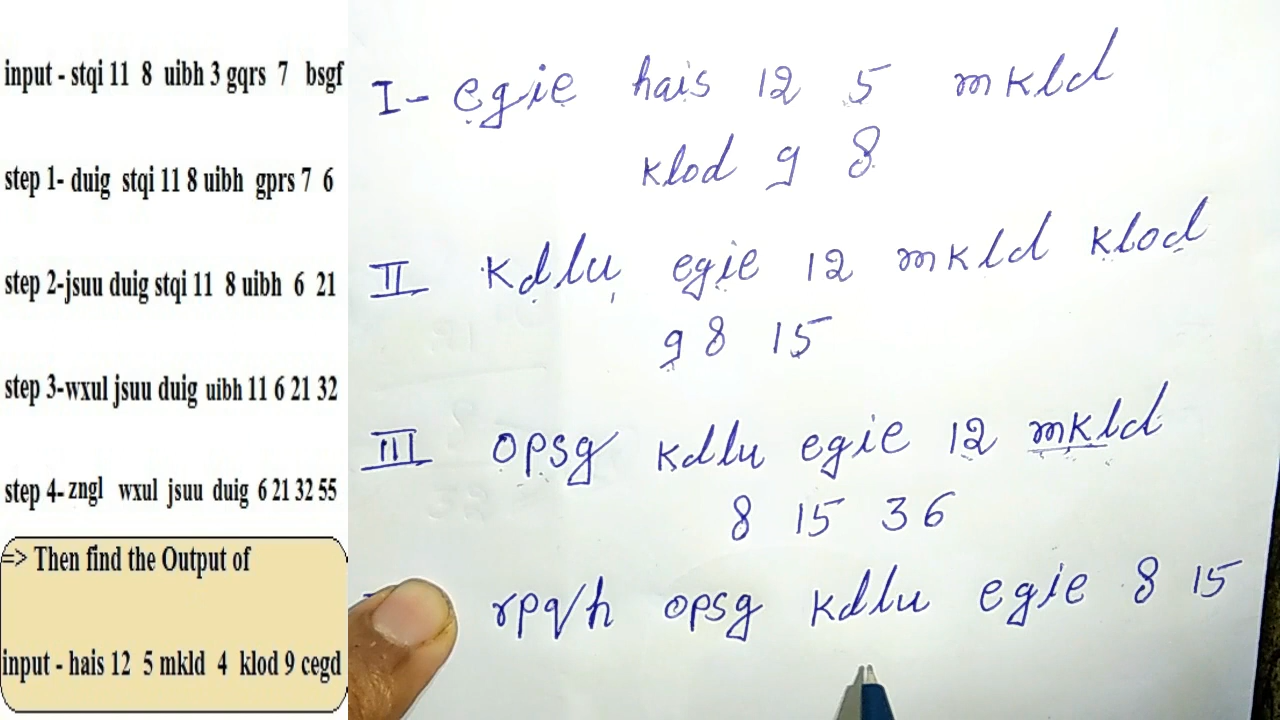 input - stqi 11 8 uibh 3 gqrs 7 bsgf
step 1- duig stqi 11 8 uibh gprs 7 6
step 2-jsuu duig stqi 11 8 uibh 6 21
step 3-wxul jsuu duig uibh 11 6 21 32
step 4- zngl wxul jsuu duig 6 21 32 55
=> Then find the Output of
input - hais 12 5 mkld 4 klod 9 cegd
I- egie hais 12 5 mkld
klod 9 8
II kdlu egie 12 mkld klod
9 8 15
III opsg kdlu egie 12 mkld
8 15 36
rpqh opsg kdlu egie 8 15